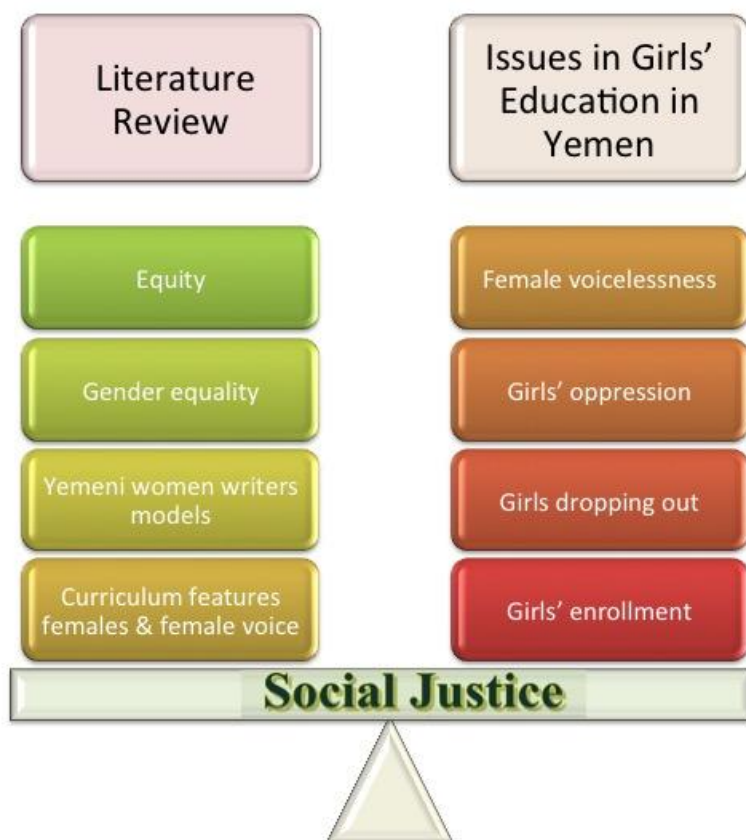 Literature
Review
Issues in Girls’
Education in
Yemen
Equity
Gender equality
Yemeni women writers
models
Curriculum features
females & female voice
Female voicelessness
Girls’ oppression
Girls dropping out
Girls’ enrollment
Social Justice